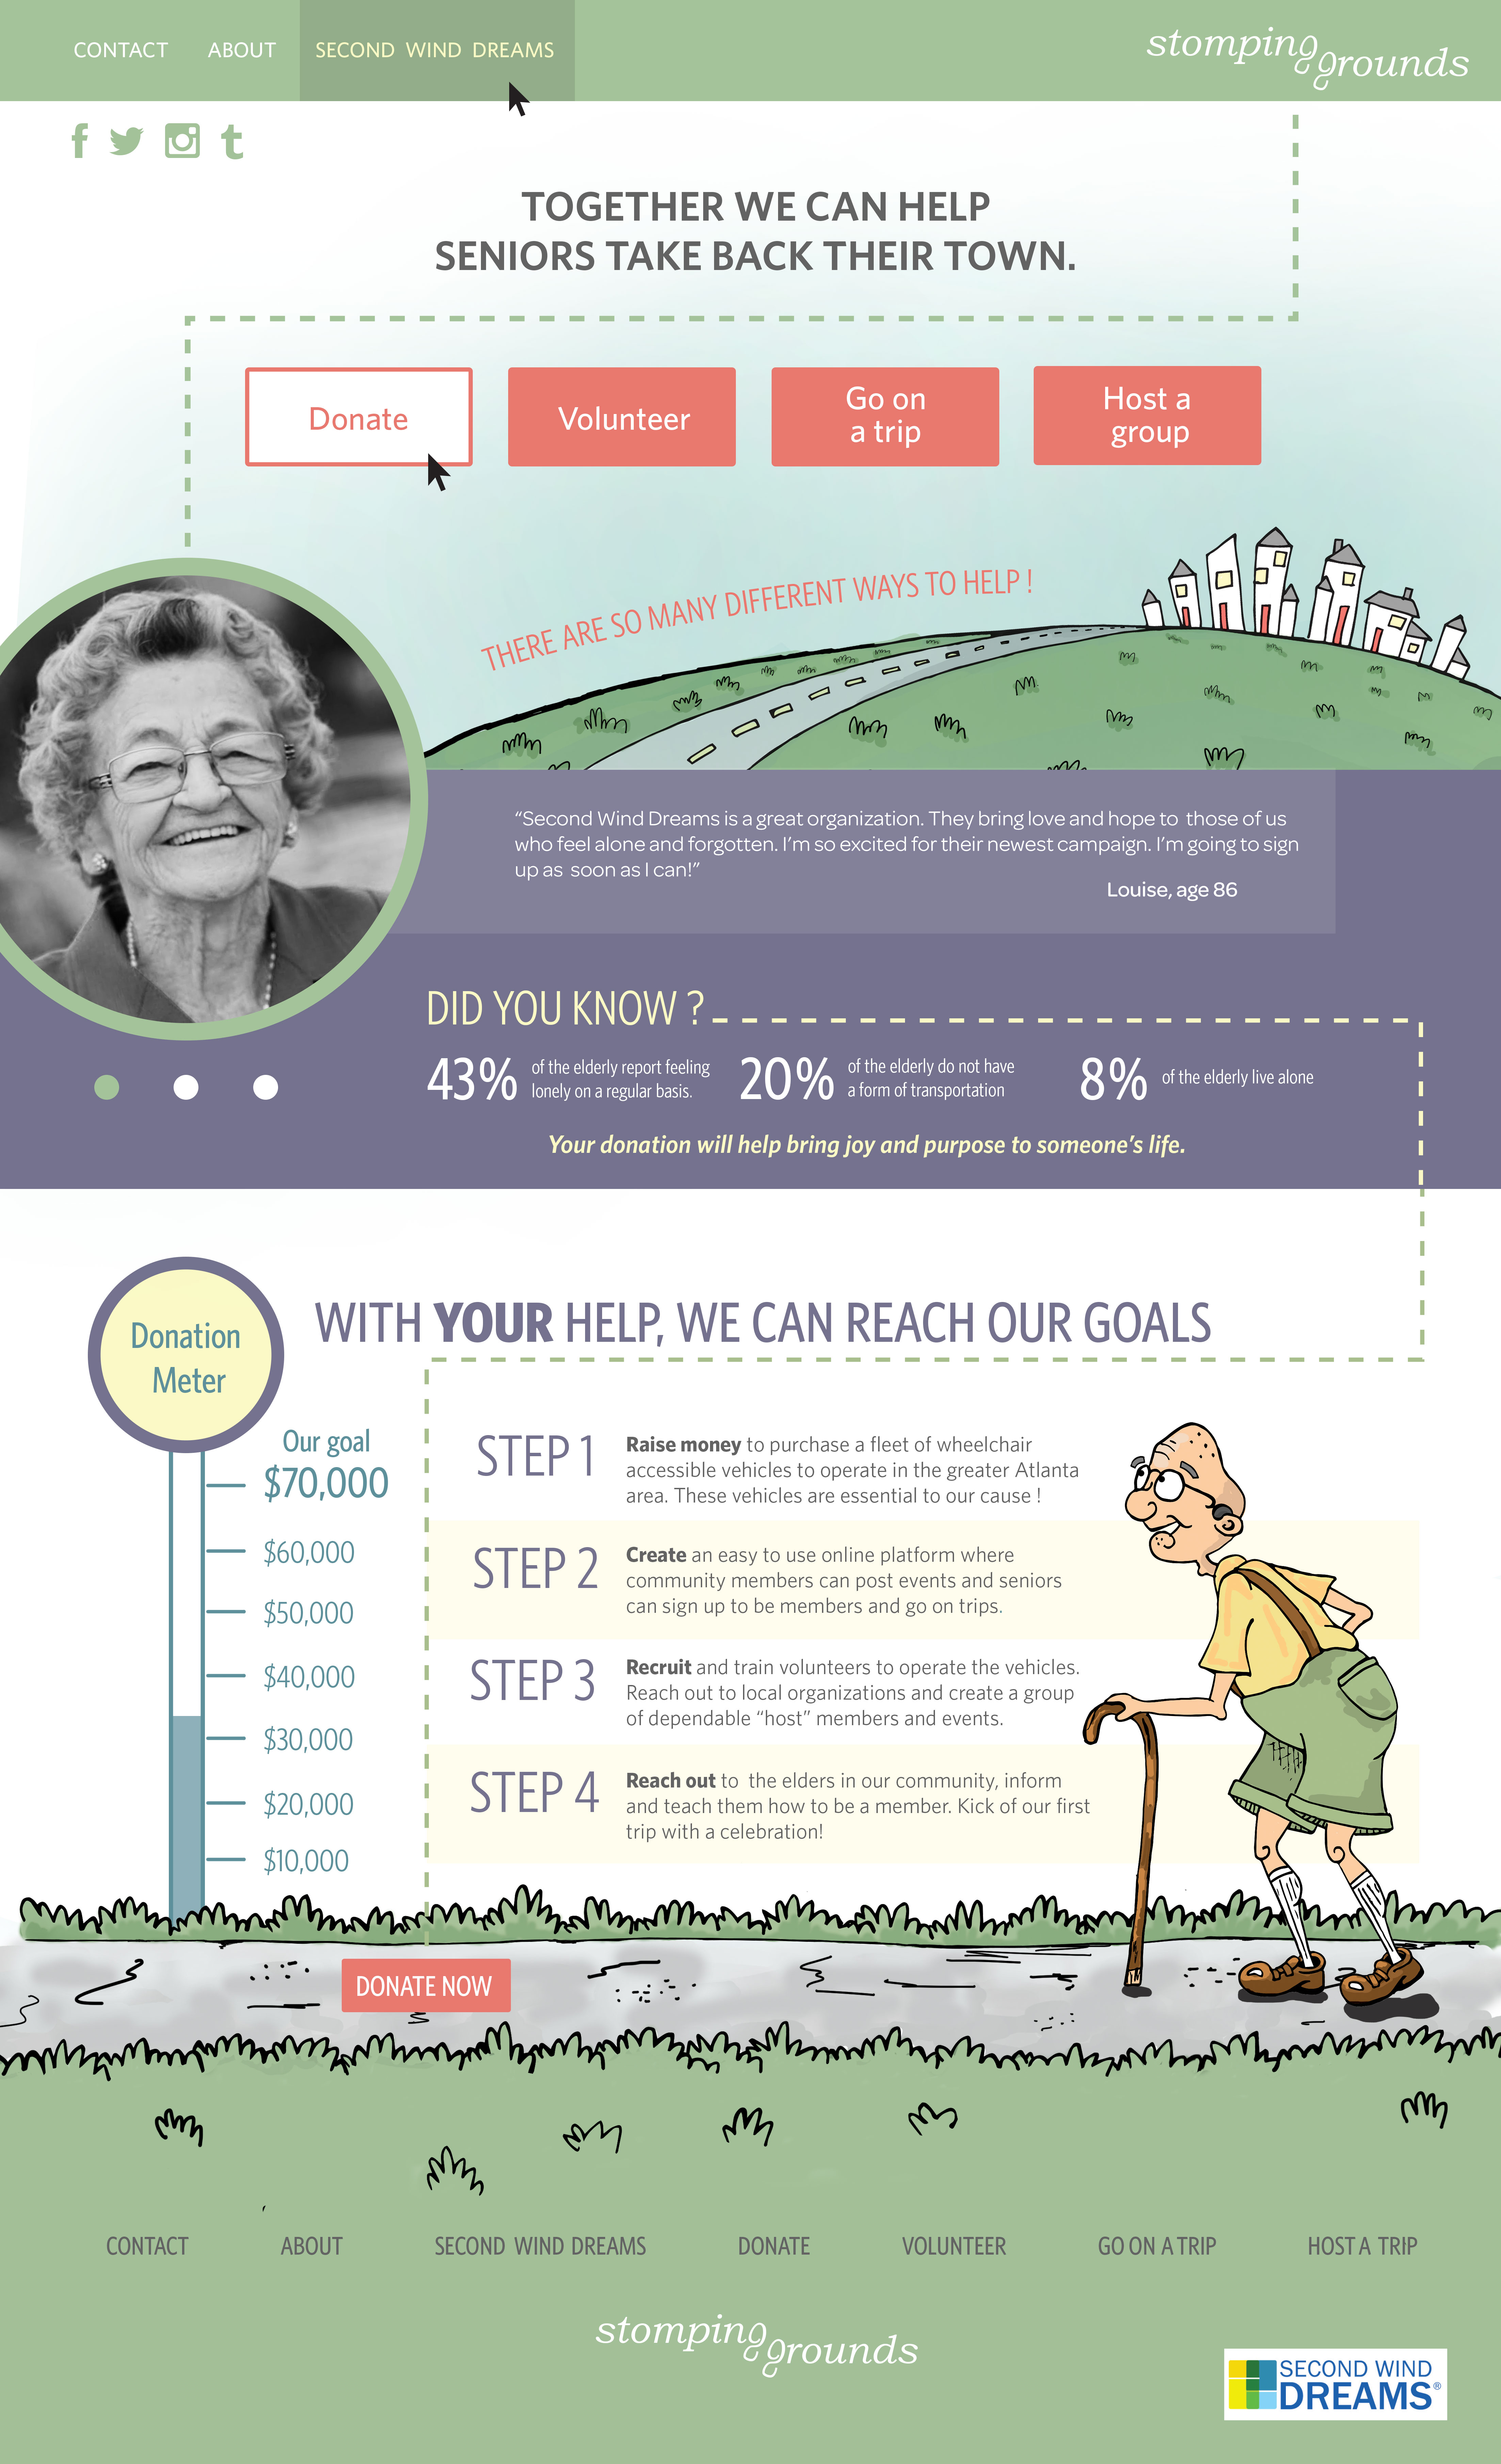 CONTACT ABOUT SECOND WIND DREAMS
stomping grounds
f t
TOGETHER WE CAN HELP
SENIORS TAKE BACK THEIR TOWN.
Donate
Volunteer
Go on
a trip
Host a
group
THERE ARE SO MANY DIFFERENT WAYS TO HELP !
“Second Wind Dreams is a great organization. They bring love and hope to those of us
who feel alone and forgotten. I’m so excited for their newest campaign. I’m going to sign
up as soon as I can!”
Louise, age 86
DID YOU KNOW ?
43%
of the elderly report feeling
lonely on a regular basis.
20%
of the elderly do not have
a form of transportation
8%
of the elderly live alone
Your donation will help bring joy and purpose to someone’s life.
Donation
Meter
WITH YOUR HELP, WE CAN REACH OUR GOALS
Our goal
$70,000
$60,000
$50,000
$40,000
$30,000
$20,000
$10,000
STEP 1
Raise money to purchase a fleet of wheelchair
accessible vehicles to operate in the greater Atlanta
area. These vehicles are essential to our cause !
STEP 2
Create an easy to use online platform where
community members can post events and seniors
can sign up to be members and go on trips.
STEP 3
Recruit and train volunteers to operate the vehicles.
Reach out to local organizations and create a group
of dependable “host” members and events.
STEP 4
Reach out to the elders in our community, inform
and teach them how to be a member. Kick of our first
trip with a celebration!
DONATE NOW
CONTACT ABOUT SECOND WIND DREAMS DONATE VOLUNTEER GO ON A TRIP HOST A TRIP
stomping grounds
SECOND WIND
DREAMS®